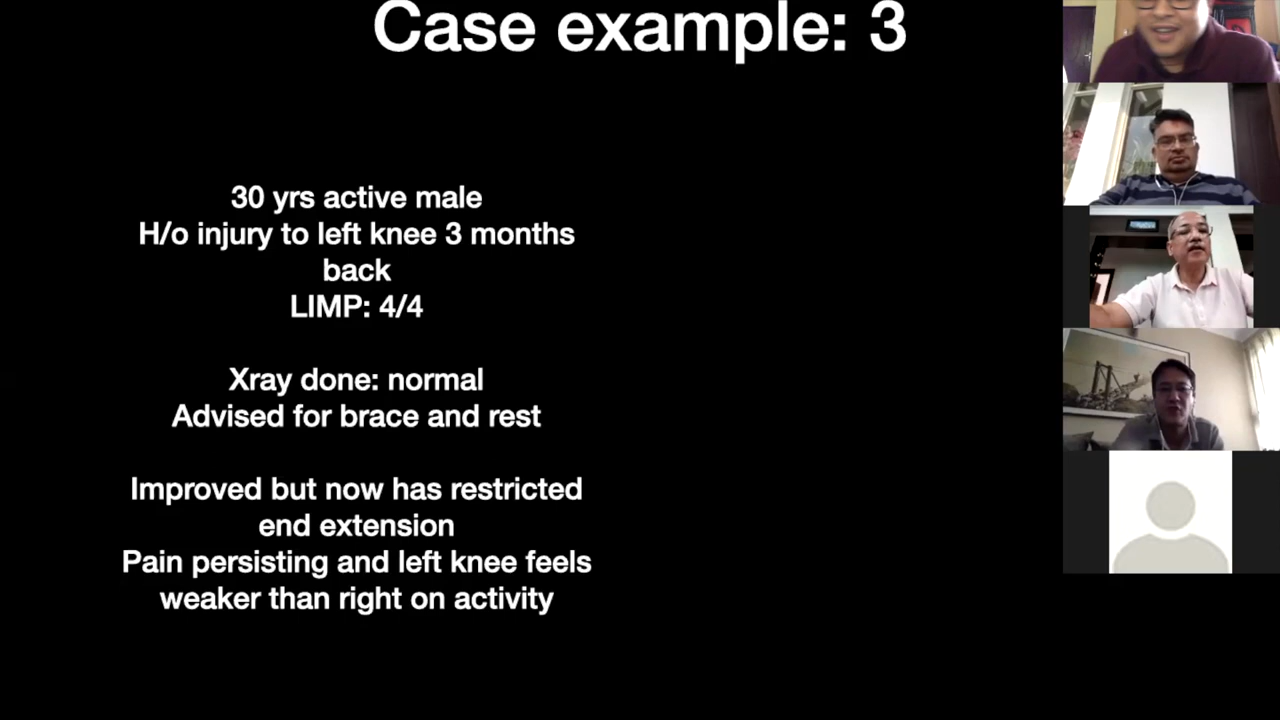 Case example: 3
30 yrs active male
H/o injury to left knee 3 months
back
LIMP: 4/4
Xray done: normal
Advised for brace and rest
Improved but now has restricted
end extension
Pain persisting and left knee feels
weaker than right on activity